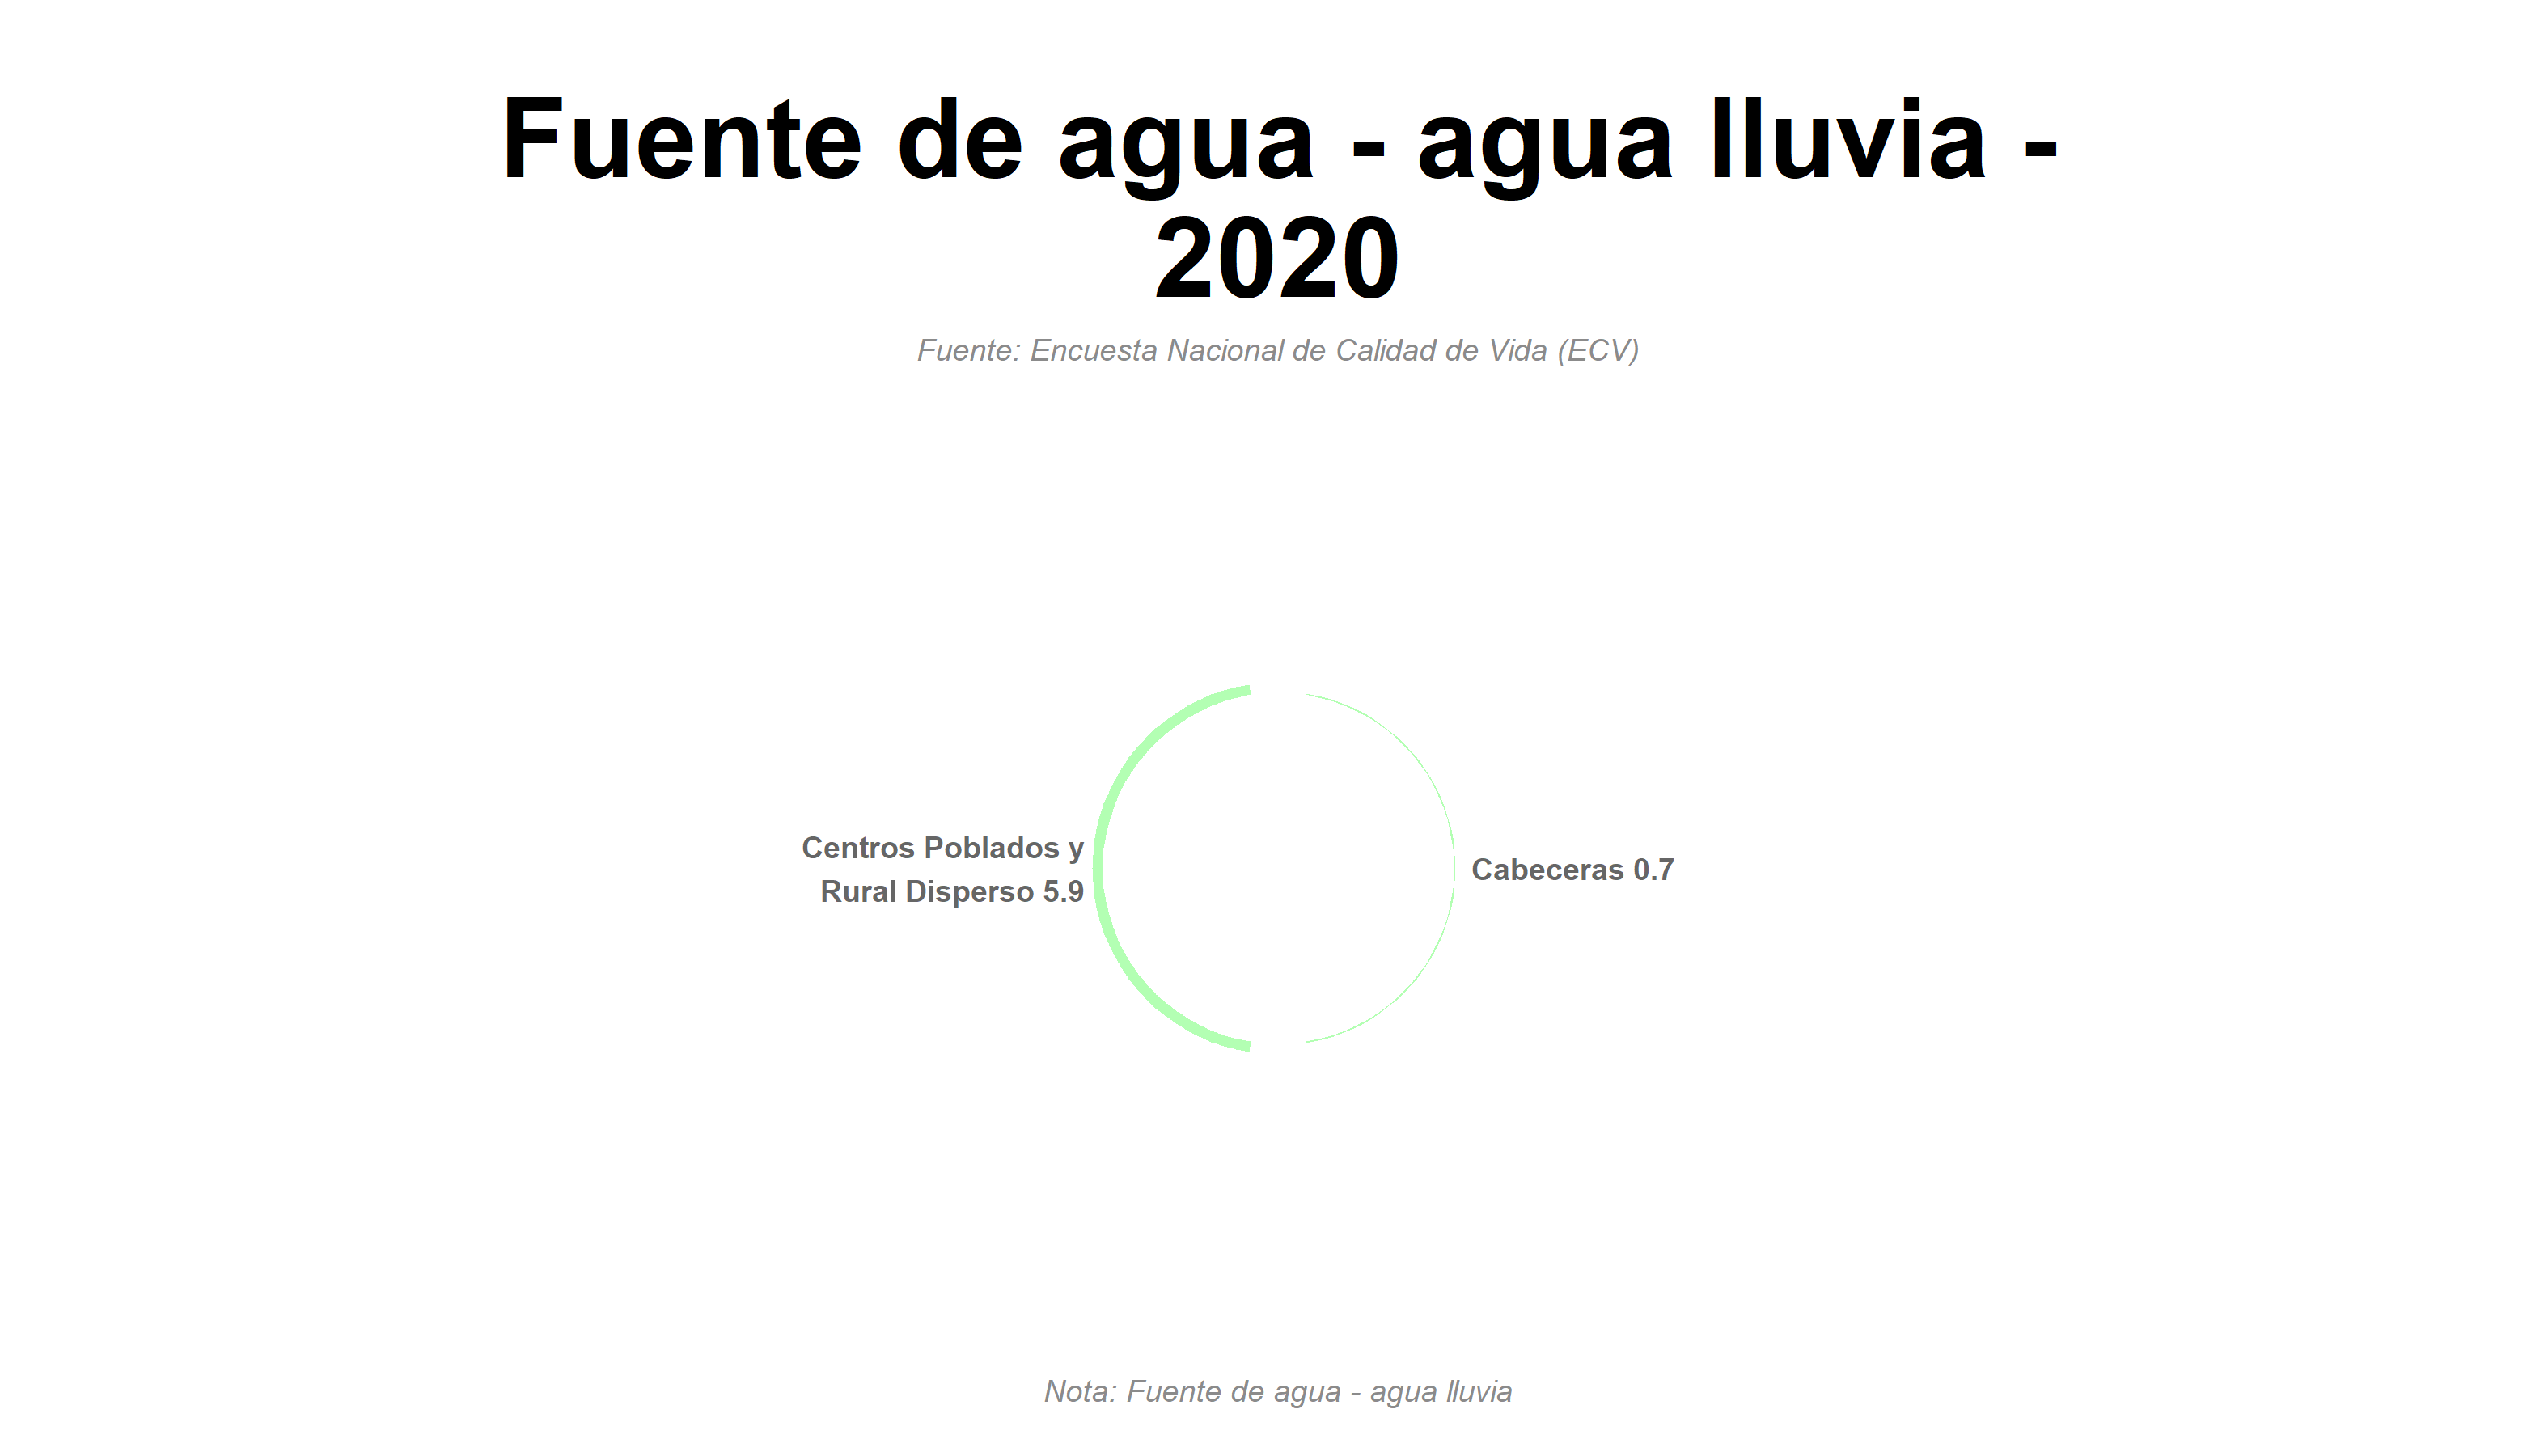 Fuente de agua - agua lluvia -
2020
Fuente: Encuesta Nacional de Calidad de Vida (ECV)
Centros Poblados y
Rural Disperso 5.9
Cabeceras 0.7
Nota: Fuente de agua - agua lluvia